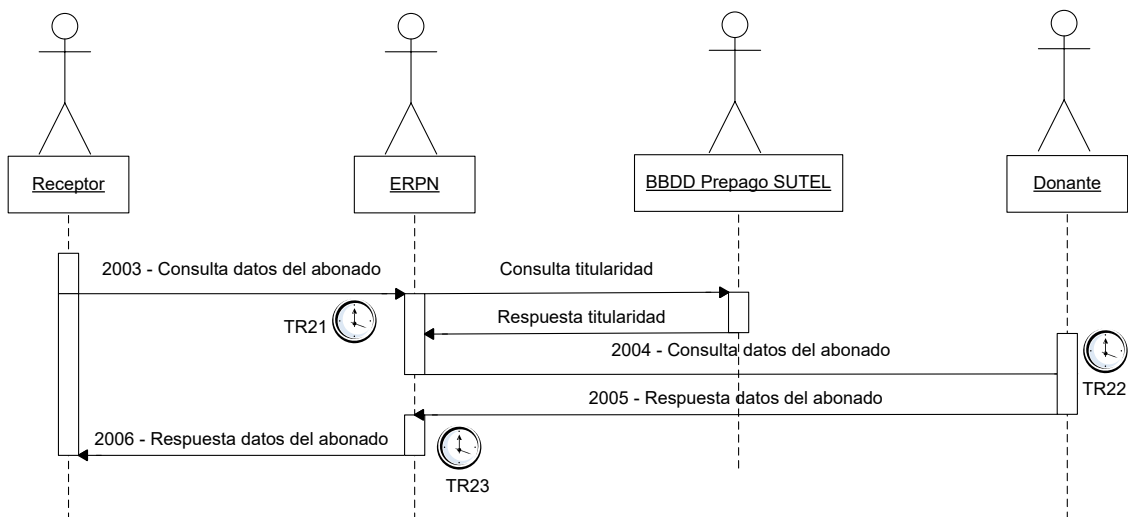 Receptor
ERPN
BBDD Prepago SUTEL
Donante
2003 - Consulta datos del abonado
Consulta titularidad
TR21
Respuesta titularidad
2004 - Consulta datos del abonado
TR22
2005 - Respuesta datos del abonado
2006 - Respuesta datos del abonado
TR23